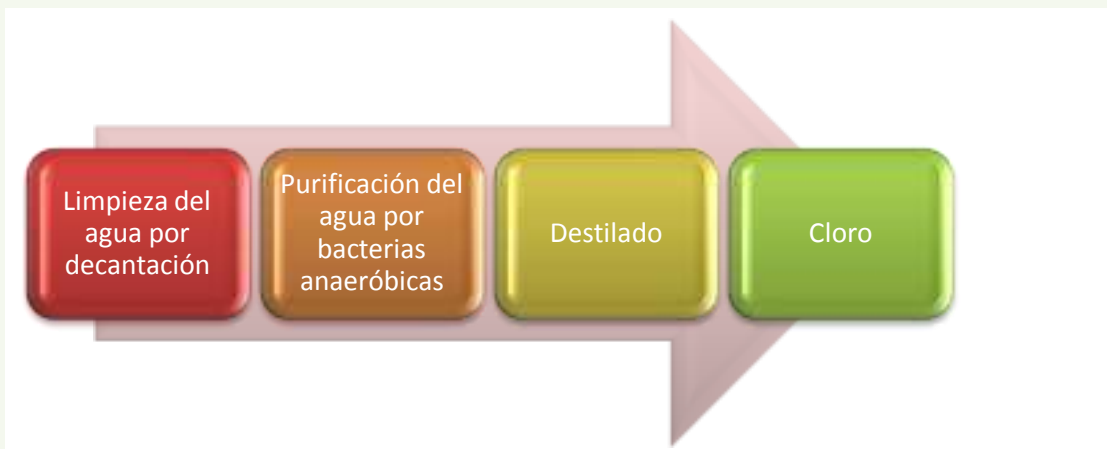 Limpieza del
agua por
decantación
Purificación del
agua por
bacterias
anaeróbicas
Destilado
Cloro